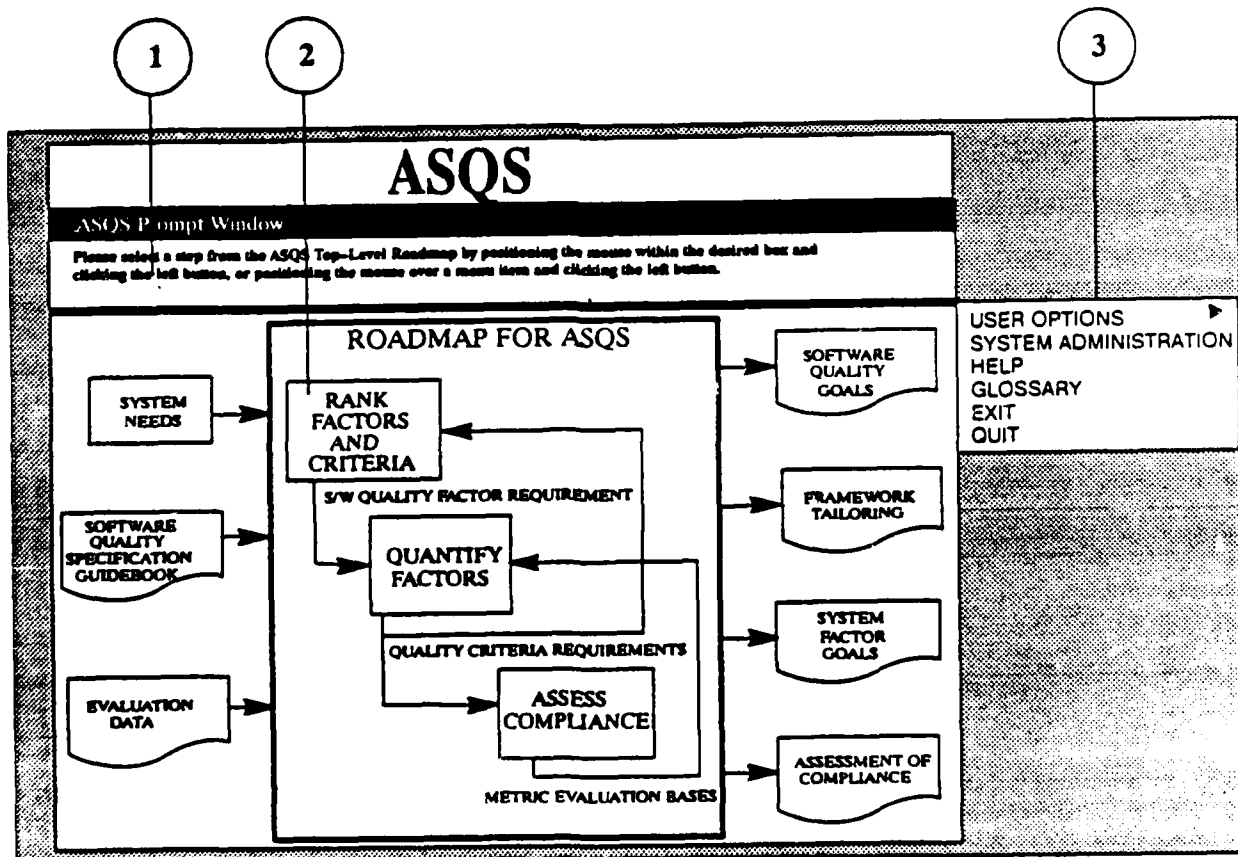 1
2
3
ASQS
ASQS Prompt Window
Please select a step from the ASQS Top-Level Roadmap by positioning the mouse within the desired box and
clicking the left button, or positioning the mouse over a menu item and clicking the left button.
USER OPTIONS
SYSTEM ADMINISTRATION
HELP
GLOSSARY
EXIT
QUIT
ROADMAP FOR ASQS
SYSTEM
NEEDS
SOFTWARE
QUALITY
SPECIFICATION
GUIDEBOOK
EVALUATION
DATA
RANK
FACTORS
AND
CRITERIA
S/W QUALITY FACTOR REQUIREMENT
QUANTIFY
FACTORS
QUALITY CRITERIA REQUIREMENTS
ASSESS
COMPLIANCE
METRIC EVALUATION BASES
SOFTWARE
QUALITY
GOALS
FRAMEWORK
TAILORING
SYSTEM
FACTOR
GOALS
ASSESSMENT OF
COMPLIANCE